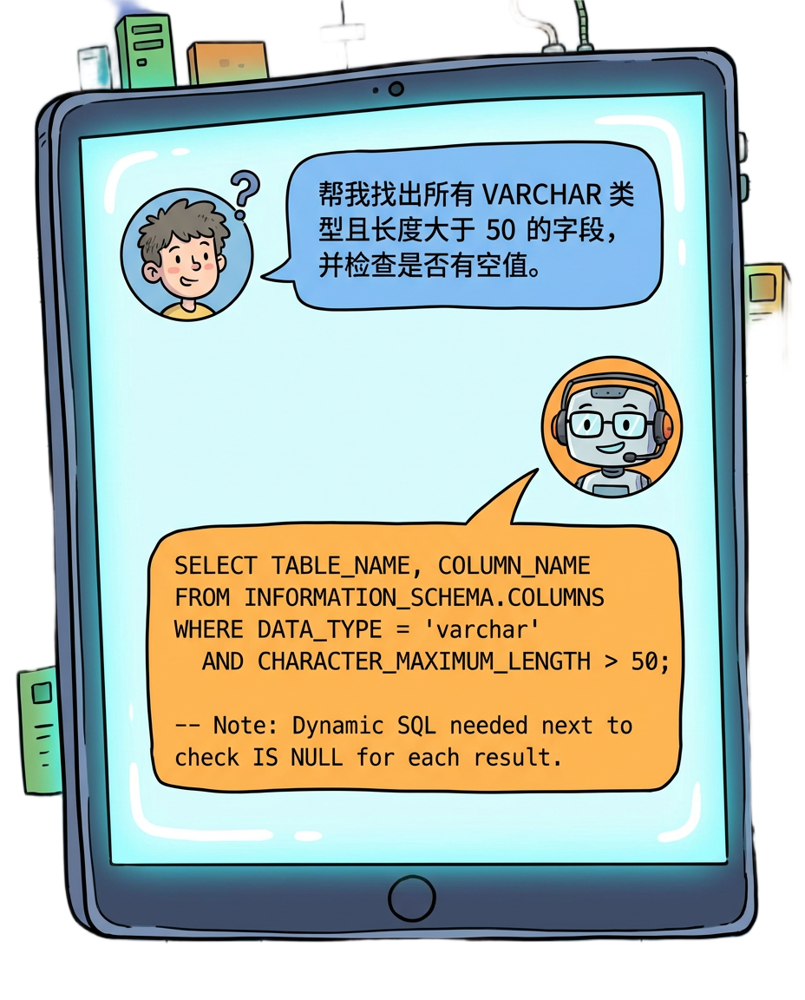 帮我找出所有 VARCHAR 类
型且长度大于 50 的字段，
并检查是否有空值。
?
SELECT TABLE_NAME, COLUMN_NAME
FROM INFORMATION_SCHEMA.COLUMNS
WHERE DATA_TYPE = 'varchar'
  AND CHARACTER_MAXIMUM_LENGTH > 50;
-- Note: Dynamic SQL needed next to
check IS NULL for each result.